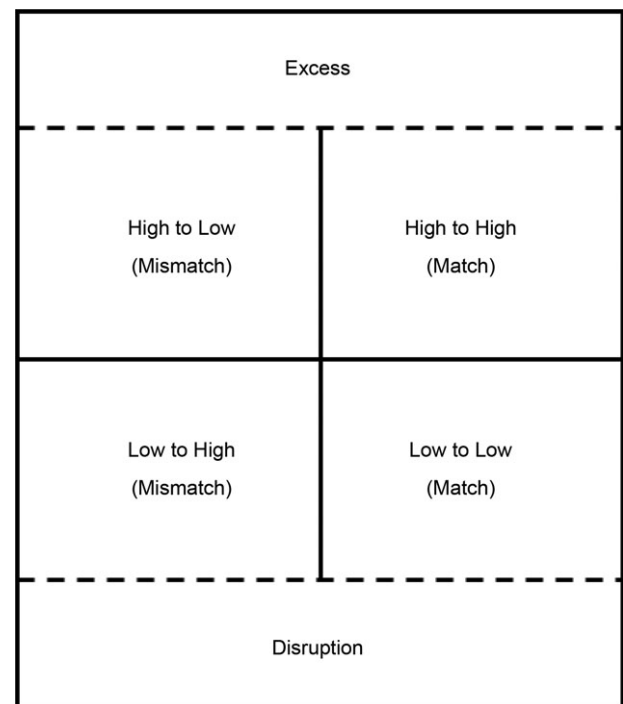 Excess
High to Low
(Mismatch)
High to High
(Match)
Low to High
(Mismatch)
Low to Low
(Match)
Disruption